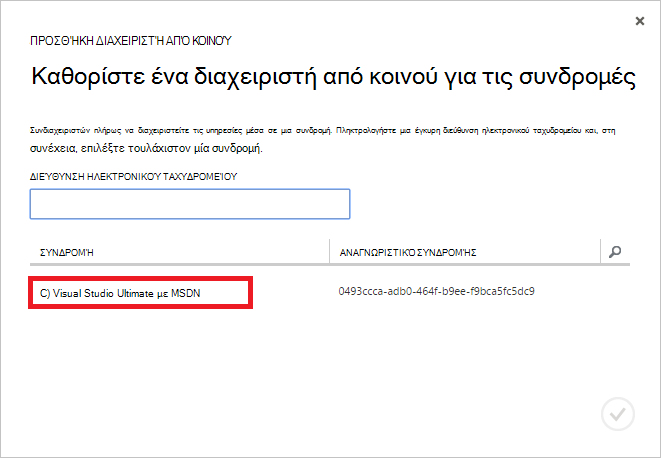 ΠΡΟΣΘΉΚΗ ΔΙΑΧΕΙΡΙΣΤΉ ΑΠΌ ΚΟΙΝΟΎ
Καθορίστε ένα διαχειριστή από κοινού για τις συνδρομές
Συνδιαχειριστών πλήρως να διαχειριστείτε τις υπηρεσίες μέσα σε μια συνδρομή. Πληκτρολογήστε μια έγκυρη διεύθυνση ηλεκτρονικού ταχυδρομείου και, στη
συνέχεια, επιλέξτε τουλάχιστον μία συνδρομή.
ΔΙΕΎΘΥΝΣΗ ΗΛΕΚΤΡΟΝΙΚΟΎ ΤΑΧΥΔΡΟΜΕΊΟΥ
ΣΥΝΔΡΟΜΉ ΑΝΑΓΝΩΡΙΣΤΙΚΌ ΣΥΝΔΡΟΜΉΣ
C) Visual Studio Ultimate με MSDN 0493ccca-adb0-464f-b9ee-f9bca5fc5dc9